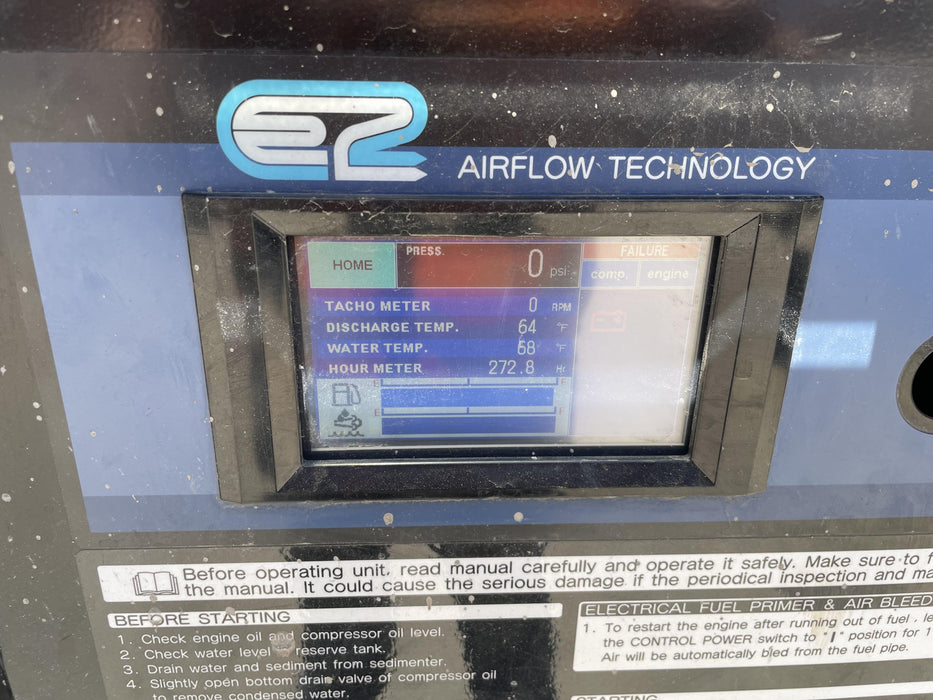 E2 AIRFLOW TECHNOLOGY
HOME
PRESS. 0 psi
FAILURE
comp. engine
TACHO METER 0 RPM
DISCHARGE TEMP. 64 °F
WATER TEMP. 68 °F
HOUR METER 272.8 Hr
E F
E F
Before operating unit, read manual carefully and operate it safely. Make sure to f
the manual. It could cause the serious damage if the periodical inspection and ma
BEFORE STARTING
1. Check engine oil and compressor oil level.
2. Check water level reserve tank.
3. Drain water and sediment from sedimenter.
4. Slightly open bottom drain valve of compressor oil
to remove condensed water.
ELECTRICAL FUEL PRIMER & AIR BLEED
1. To restart the engine after running out of fuel, le
the CONTROL POWER switch to "I" position for 1
Air will be automatically bled from the fuel pipe.
STARTING